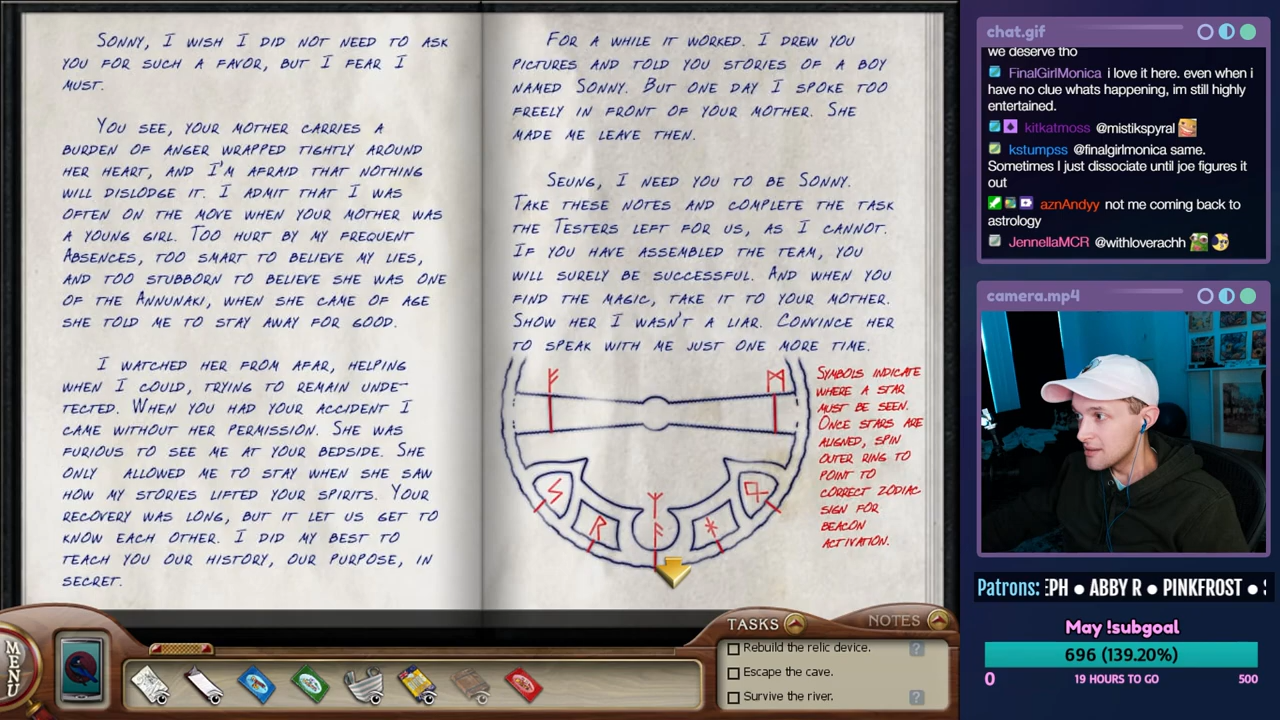 Sonny, I wish I did not need to ask
you for such a favor, but I fear I
must.
You see, your mother carries a
burden of anger wrapped tightly around
her heart, and I'm afraid that nothing
will dislodge it. I admit that I was
often on the move when your mother was
a young girl. Too hurt by my frequent
Absences, too smart to believe my lies,
and too stubborn to believe she was one
of the Annunaki, when she came of age
she told me to stay away for good.
I watched her from afar, helping
when I could, trying to remain unde-
tected. When you had your accident I
came without her permission. She was
furious to see me at your bedside. She
only allowed me to stay when she saw
how my stories lifted your spirits. Your
recovery was long, but it let us get to
know each other. I did my best to
teach you our history, our purpose, in
secret.
For a while it worked. I drew you
pictures and told you stories of a boy
named Sonny. But one day I spoke too
freely in front of your mother. She
made me leave then.
Seung, I need you to be Sonny.
Take these notes and complete the task
the Testers left for us, as I cannot.
If you have assembled the team, you
will surely be successful. And when you
find the magic, take it to your mother.
Show her I wasn't a liar. Convince her
to speak with me just one more time.
Symbols indicate
where a star
must be seen.
Once stars are
aligned, spin
outer ring to
point to
correct zodiac
sign for
beacon
activation.
MENU
TASKS
NOTES
Rebuild the relic device. ?
Escape the cave.
Survive the river. ?
chat.gif
we deserve tho
FinalGirlMonica i love it here. even when i
have no clue whats happening, im still highly
entertained.
kitkatmoss @mistikspyral
kstumpss @finalgirlmonica same.
Sometimes I just dissociate until joe figures it
out
aznAndyy not me coming back to
astrology
JennellaMCR @withloverachh
camera.mp4
Patrons: EPH ● ABBY R ● PINKFROST ●
May !subgoal
696 (139.20%)
0 19 HOURS TO GO 500